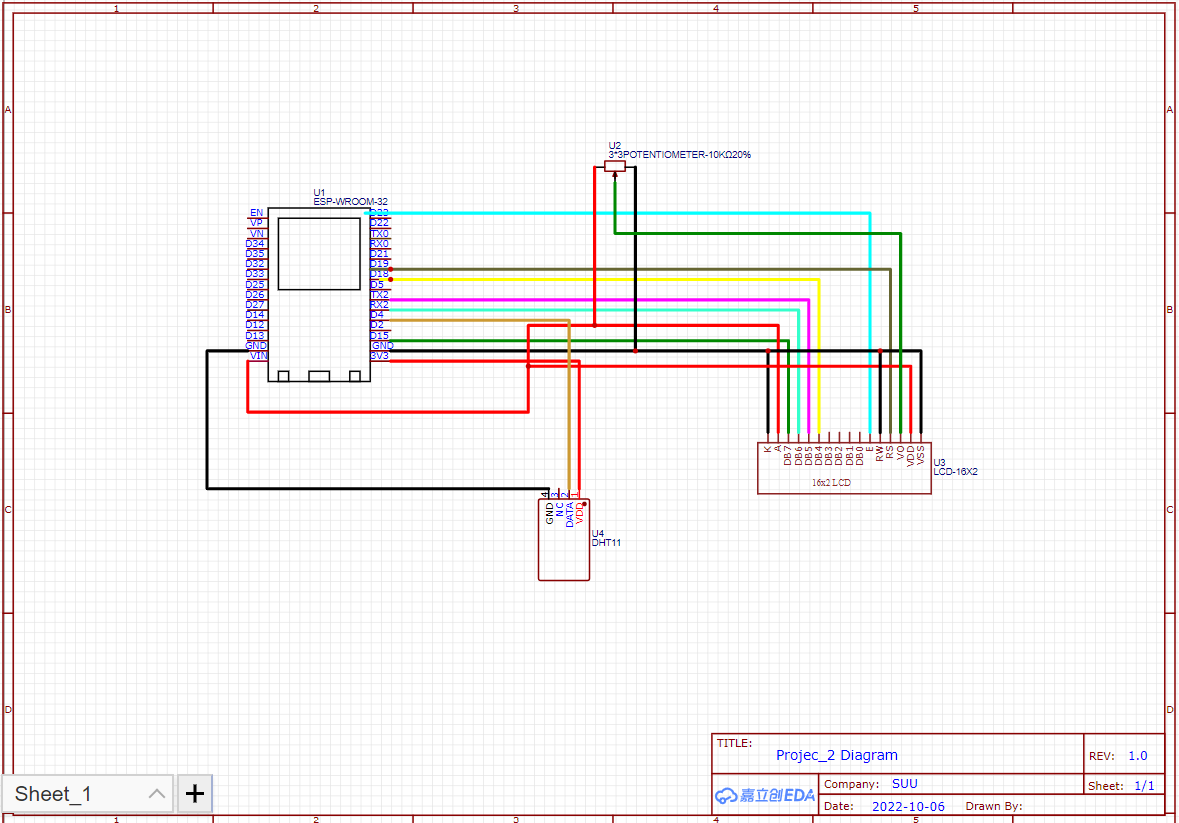 1 2 3 4 5
A A
B B
C C
D D
U2
3*3POTENTIOMETER-10KΩ20%
U1
ESP-WROOM-32
EN
VP
VN
D34
D35
D32
D33
D25
D26
D27
D14
D12
D13
GND
VIN
D23
D22
TX0
RX0
D21
D19
D18
D5
TX2
RX2
D4
D2
D15
GND
3V3
K
A
DB7
DB6
DB5
DB4
DB3
DB2
DB1
DB0
E
RW
RS
VO
VDD
VSS
16x2 LCD
U3
LCD-16X2
4 3 2 1
GND
NC
DATA
VDD
U4
DHT11
TITLE:
Projec_2 Diagram
REV: 1.0
Company: SUU
Sheet: 1/1
嘉立创EDA
Date: 2022-10-06 Drawn By:
Sheet_1
+
1 2 3 4 5